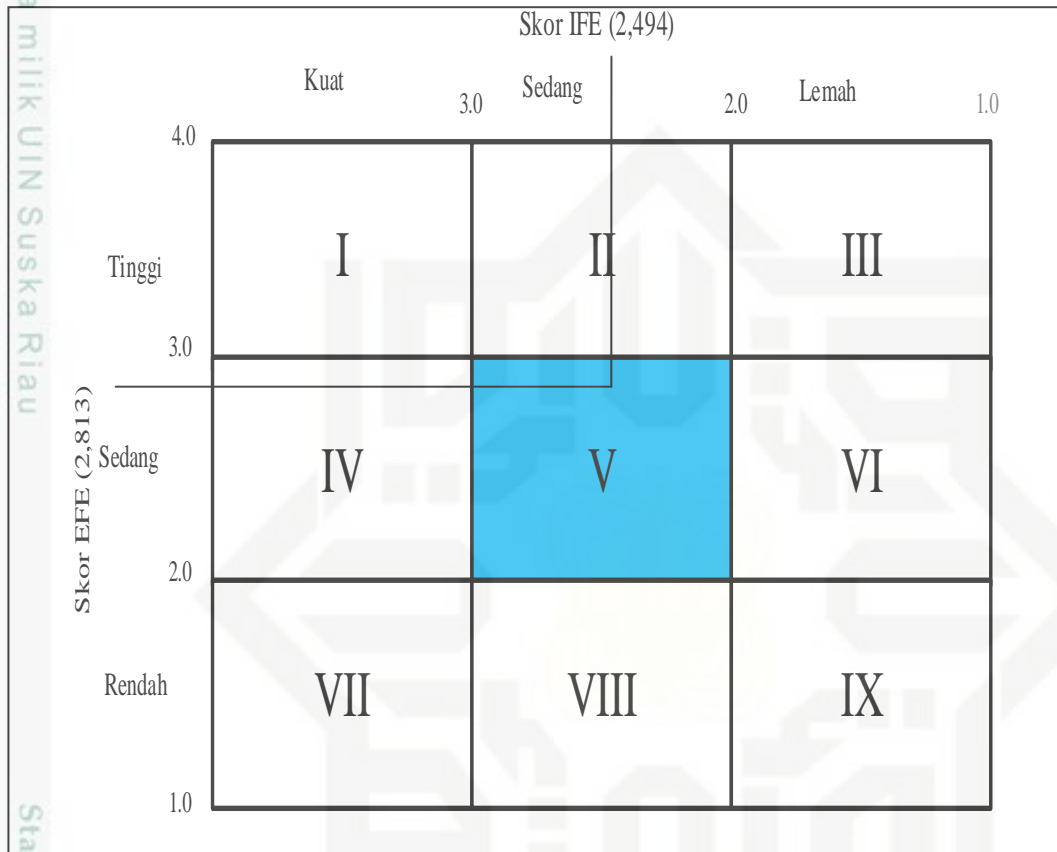 Skor IFE (2,494)
Kuat
Sedang
Lemah
3.0
2.0
1.0
4.0
I
II
III
Tinggi
3.0
Skor EFE (2,813)
Sedang
IV
V
VI
2.0
Rendah
VII
VIII
IX
1.0
milik UIN Suska Riau
Sta